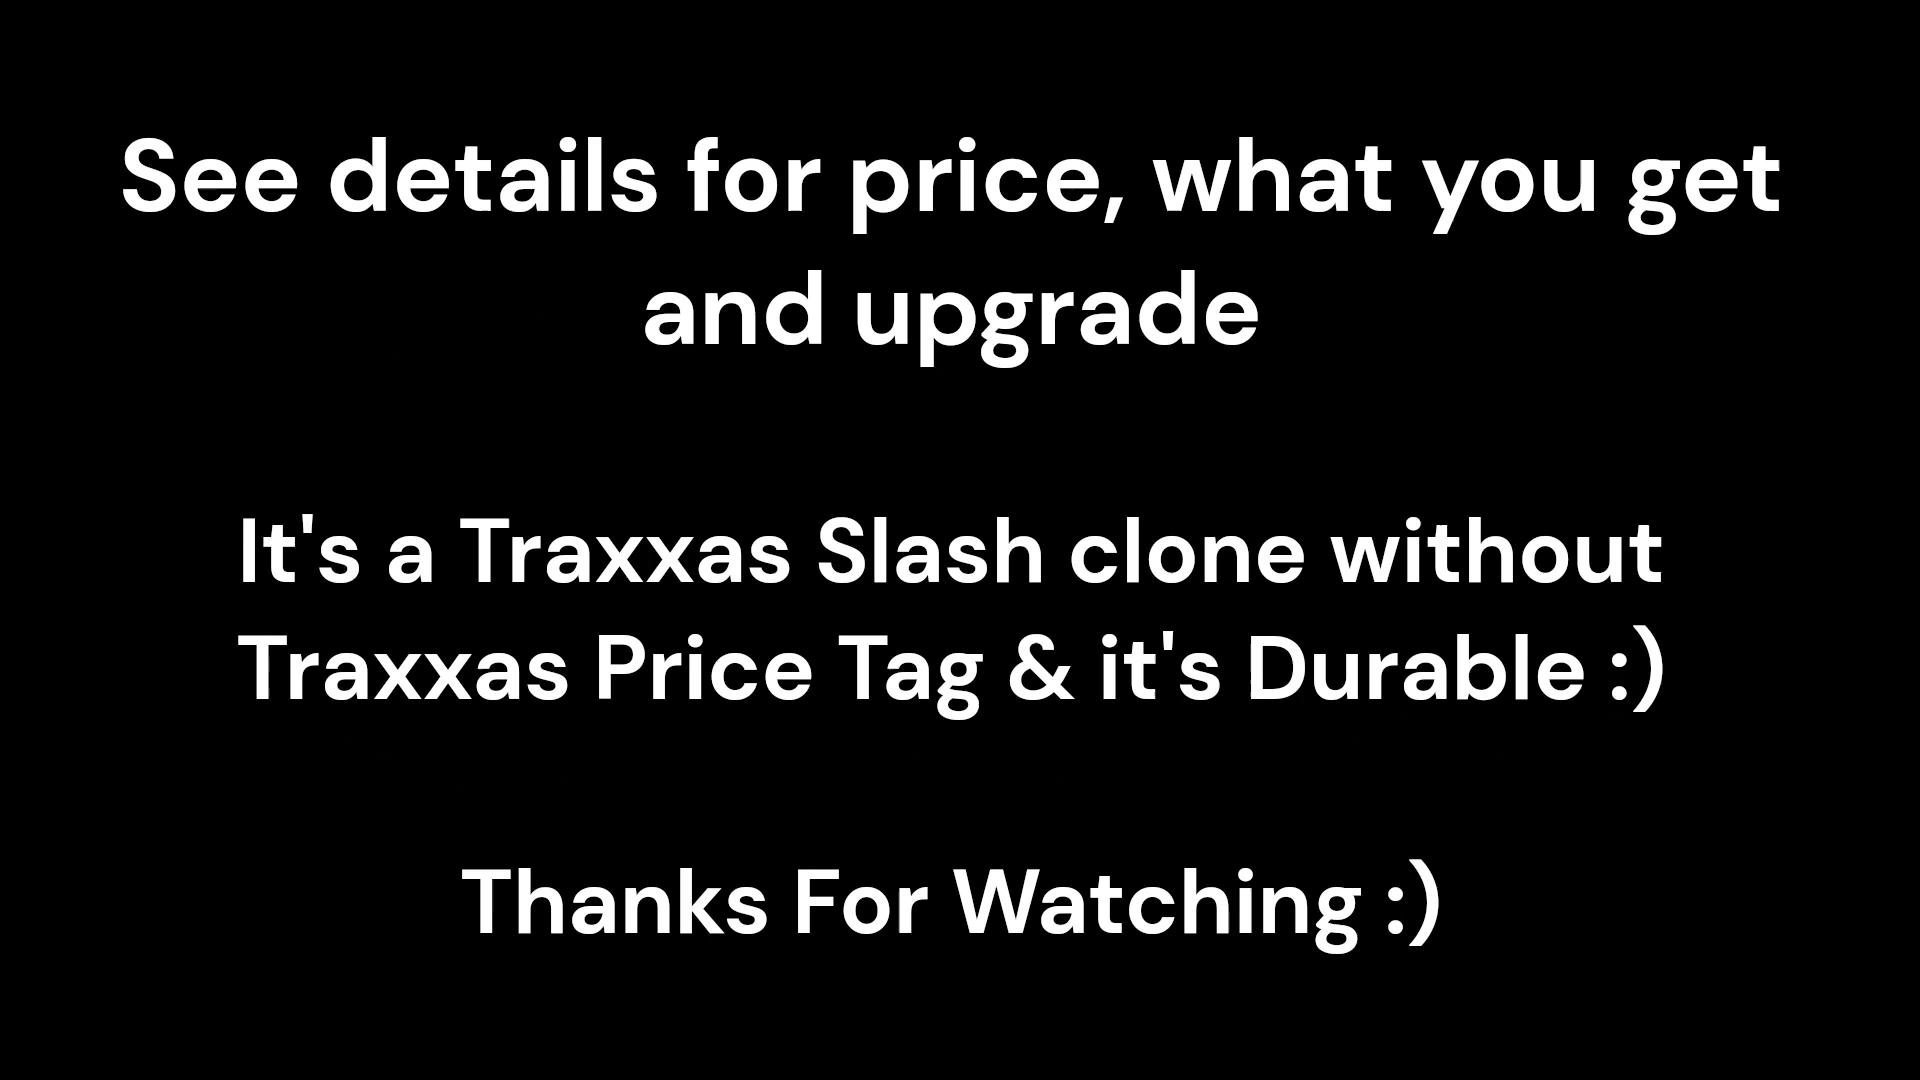 See details for price, what you get
and upgrade
It's a Traxxas Slash clone without
Traxxas Price Tag & it's Durable :)
Thanks For Watching :)